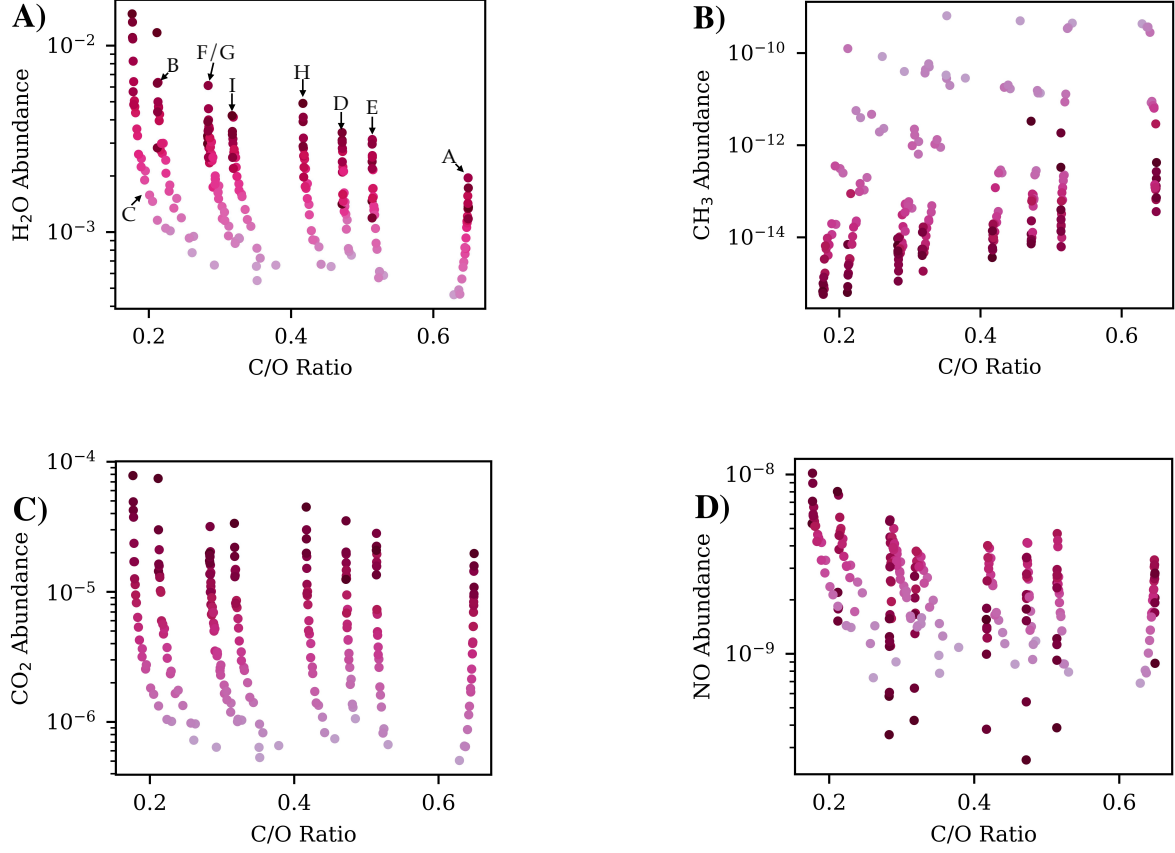 A)
H₂O Abundance
10⁻²
10⁻³
B
F/G
I
H
D
E
A
C
0.2
0.4
0.6
C/O Ratio
B)
CH₃ Abundance
10⁻¹⁰
10⁻¹²
10⁻¹⁴
0.2
0.4
0.6
C/O Ratio
C)
CO₂ Abundance
10⁻⁴
10⁻⁵
10⁻⁶
0.2
0.4
0.6
C/O Ratio
D)
NO Abundance
10⁻⁸
10⁻⁹
0.2
0.4
0.6
C/O Ratio